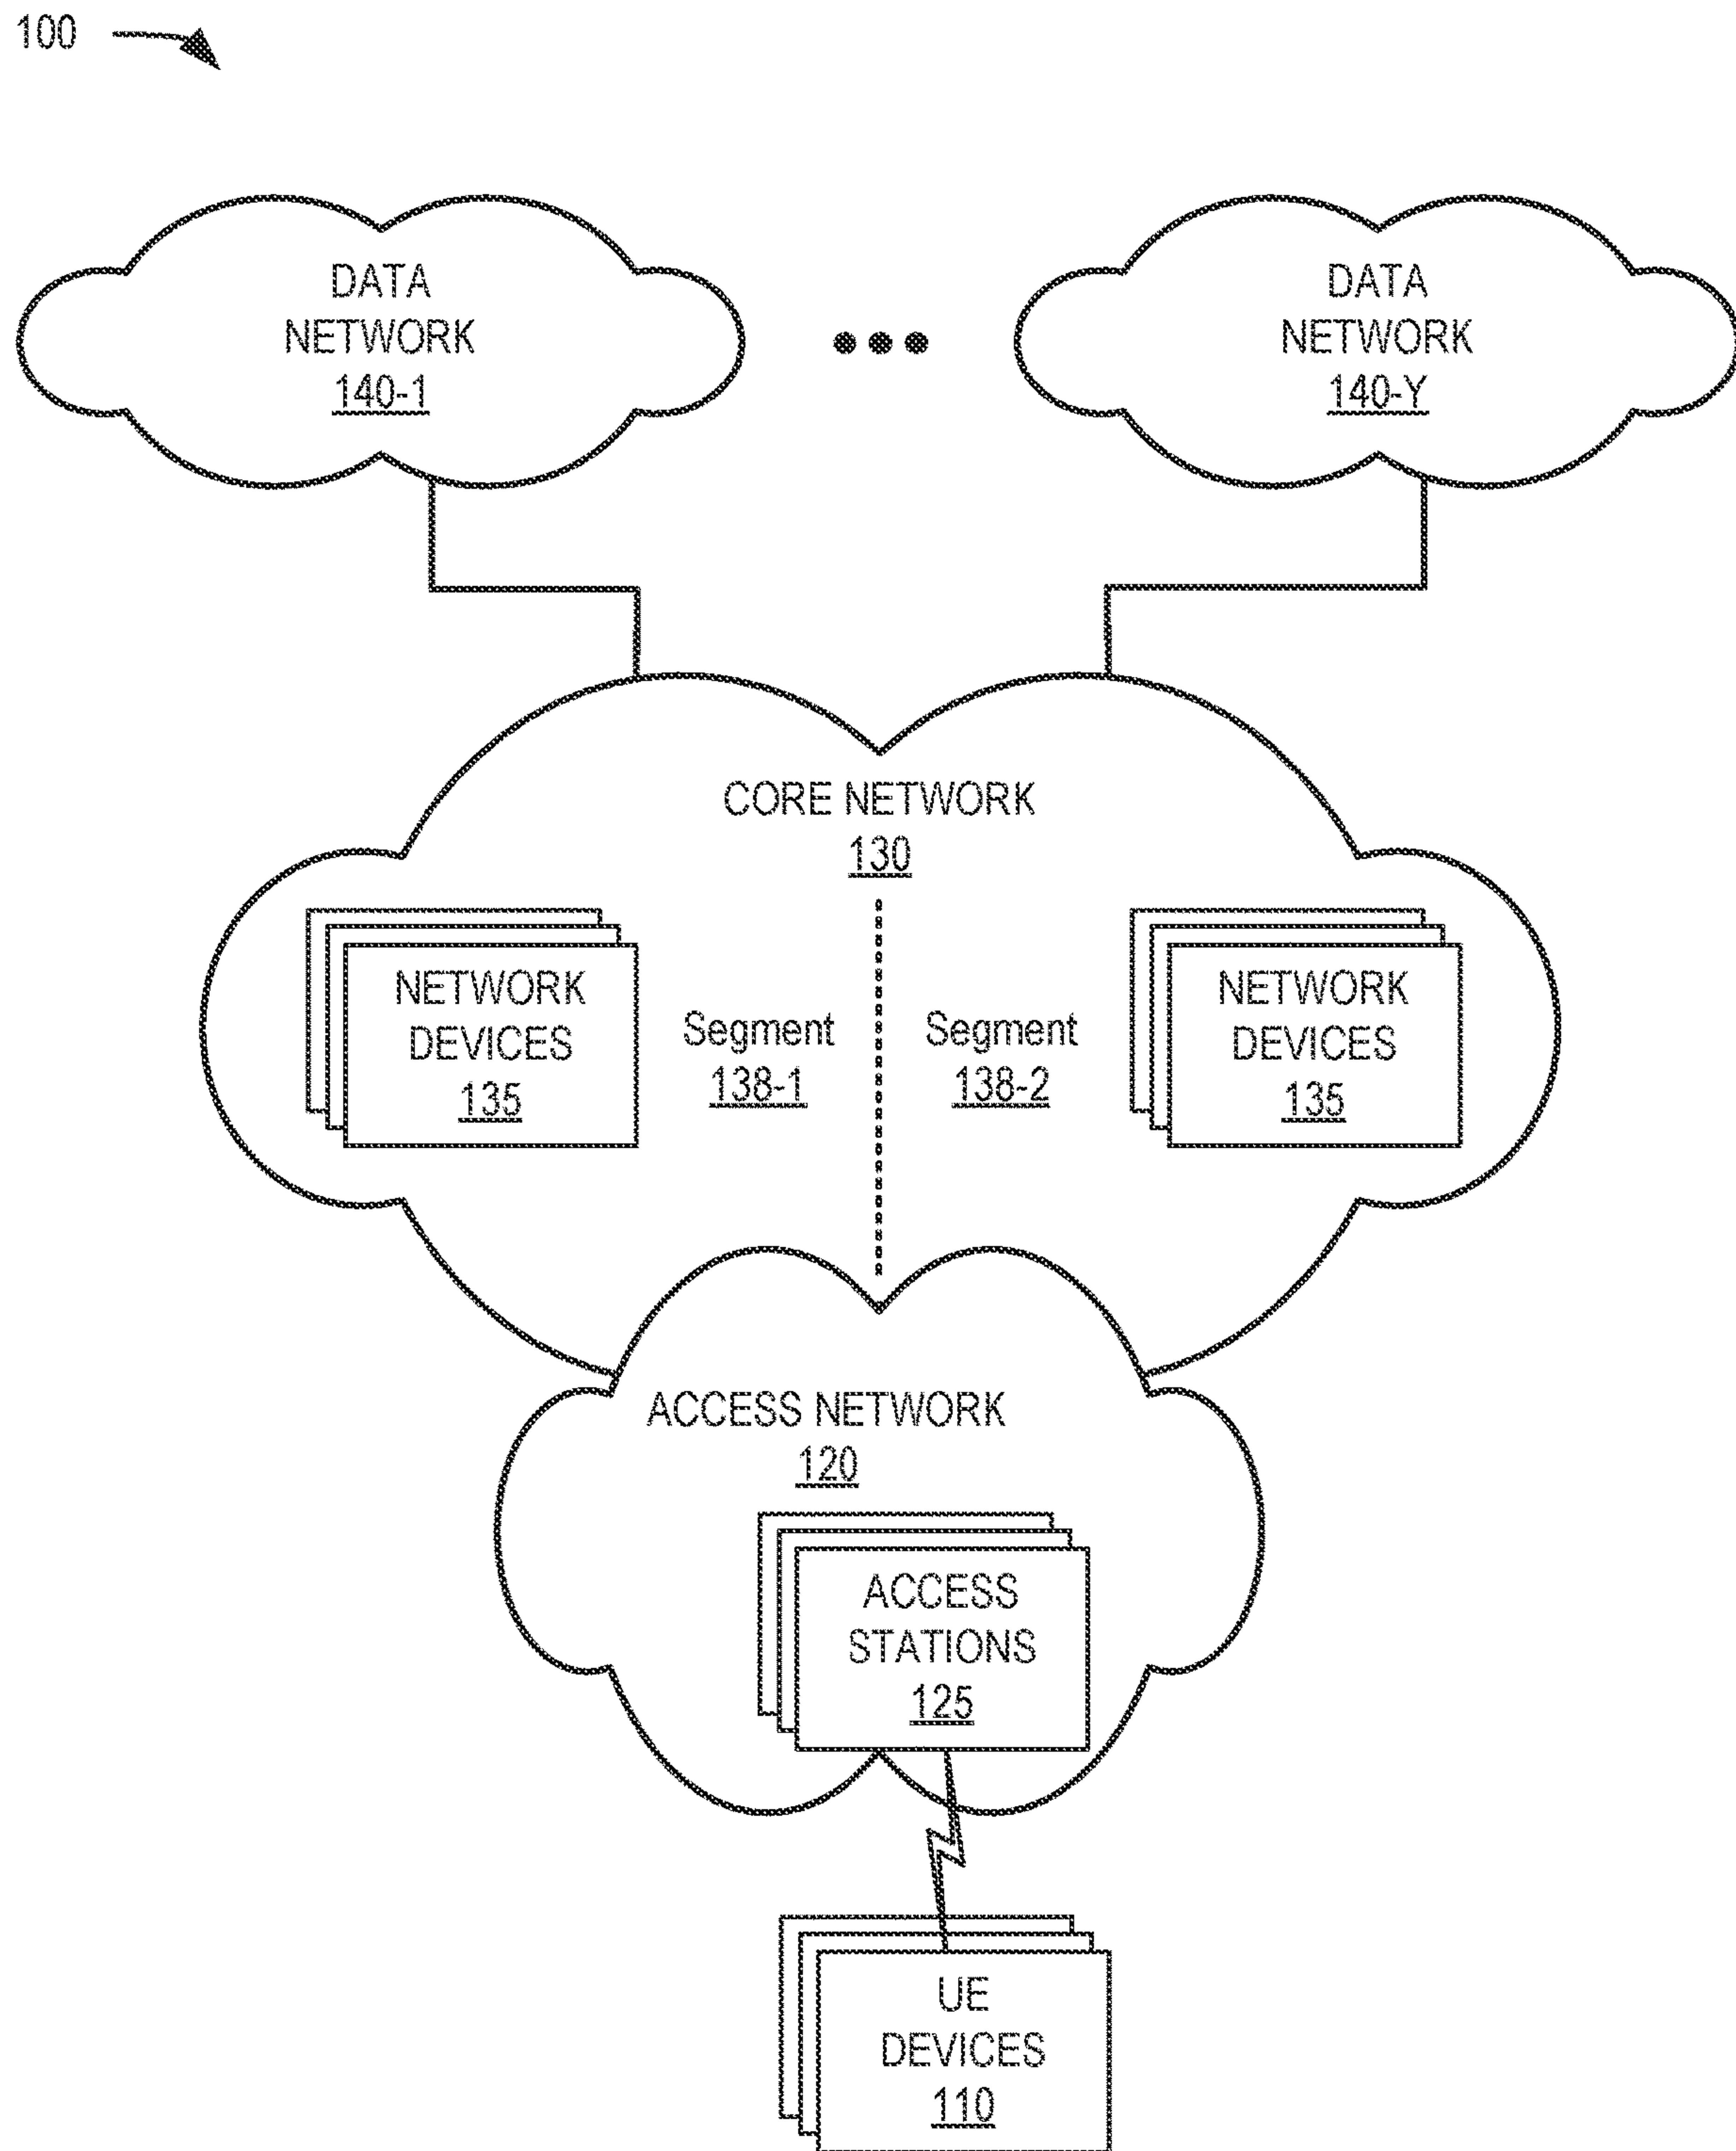 100
DATA
NETWORK
140-1
DATA
NETWORK
140-Y
CORE NETWORK
130
NETWORK
DEVICES
135
Segment
138-1
Segment
138-2
NETWORK
DEVICES
135
ACCESS NETWORK
120
ACCESS
STATIONS
125
UE
DEVICES
110